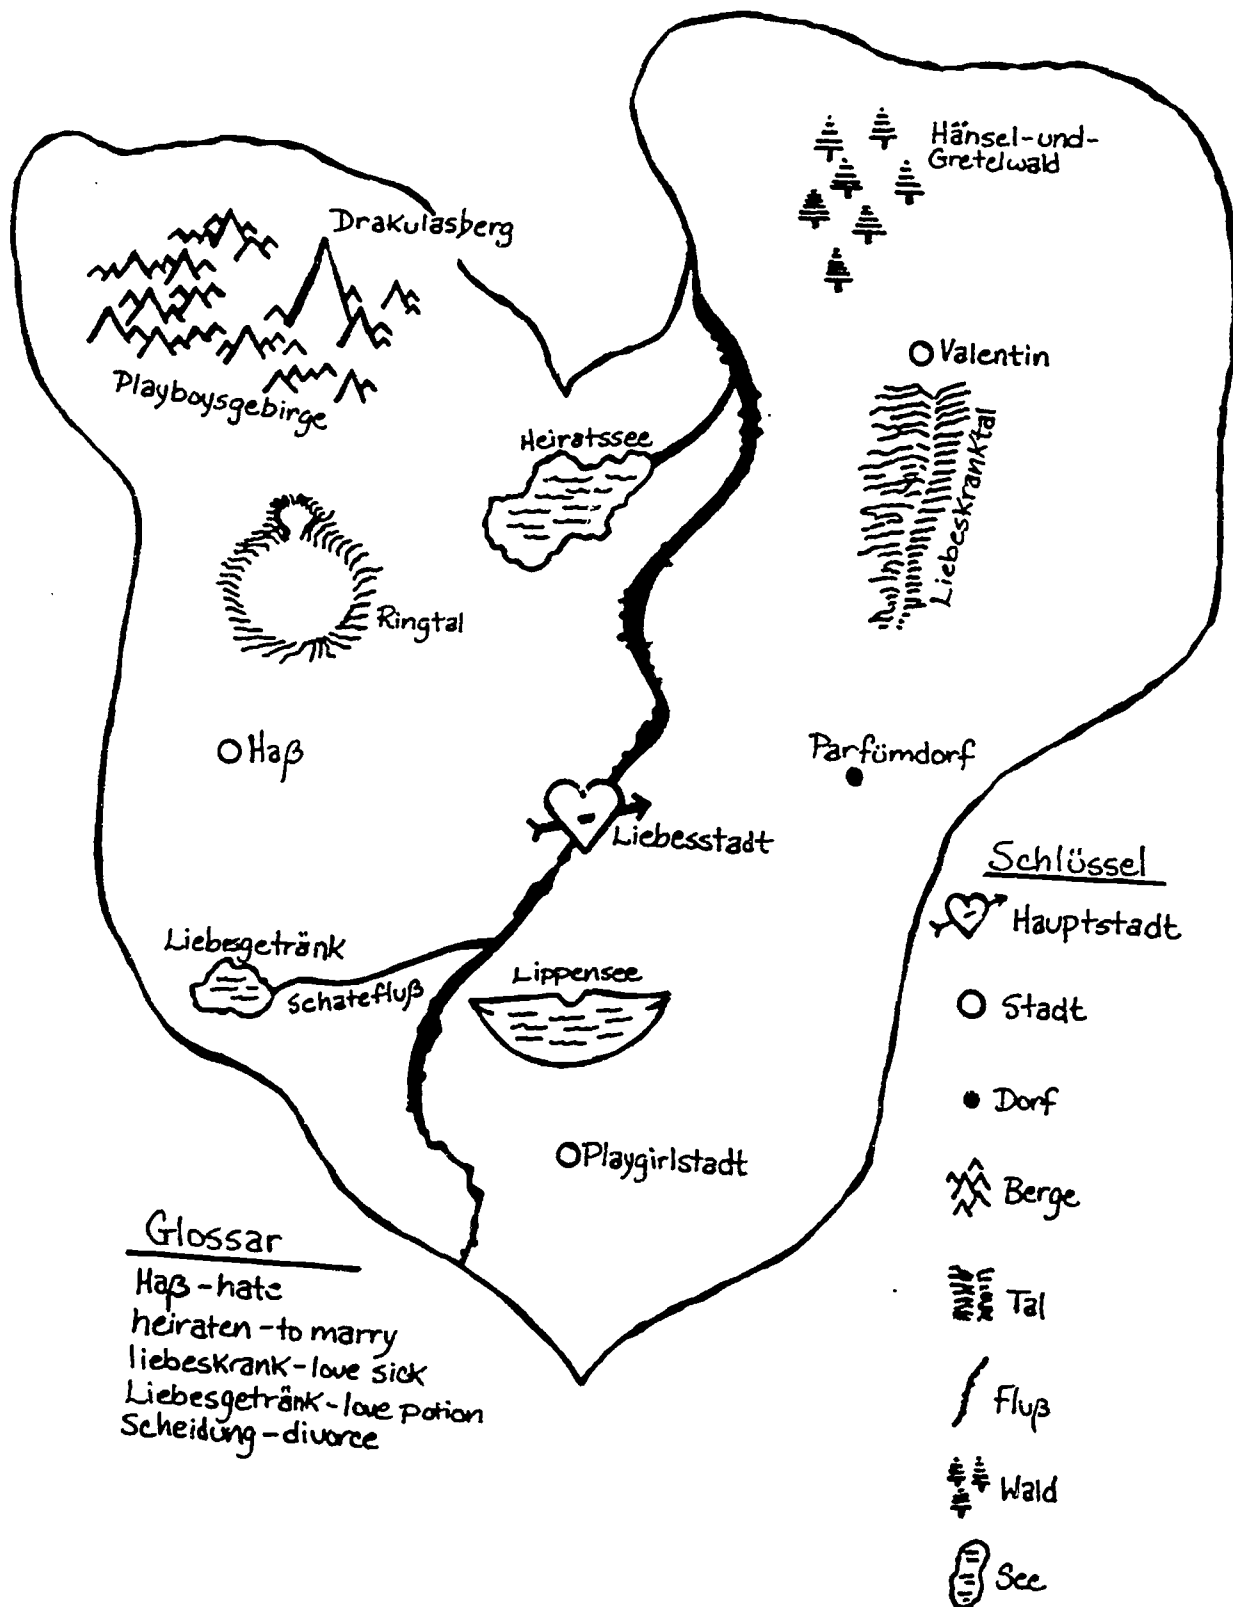 Hänsel-und-
Gretelwald
Drakulasberg
Valentin
Playboysgebirge
Heiratssee
Liebeskranktal
Ringtal
Haß
Parfümdorf
Liebesstadt
Liebesgetränk
Schatefluß
Lippensee
Playgirlstadt
Schlüssel
Hauptstadt
Stadt
Dorf
Berge
Tal
Fluß
Wald
See
Glossar
Haß - hate
heiraten - to marry
liebeskrank - love sick
Liebesgetränk - love potion
Scheidung - divorce